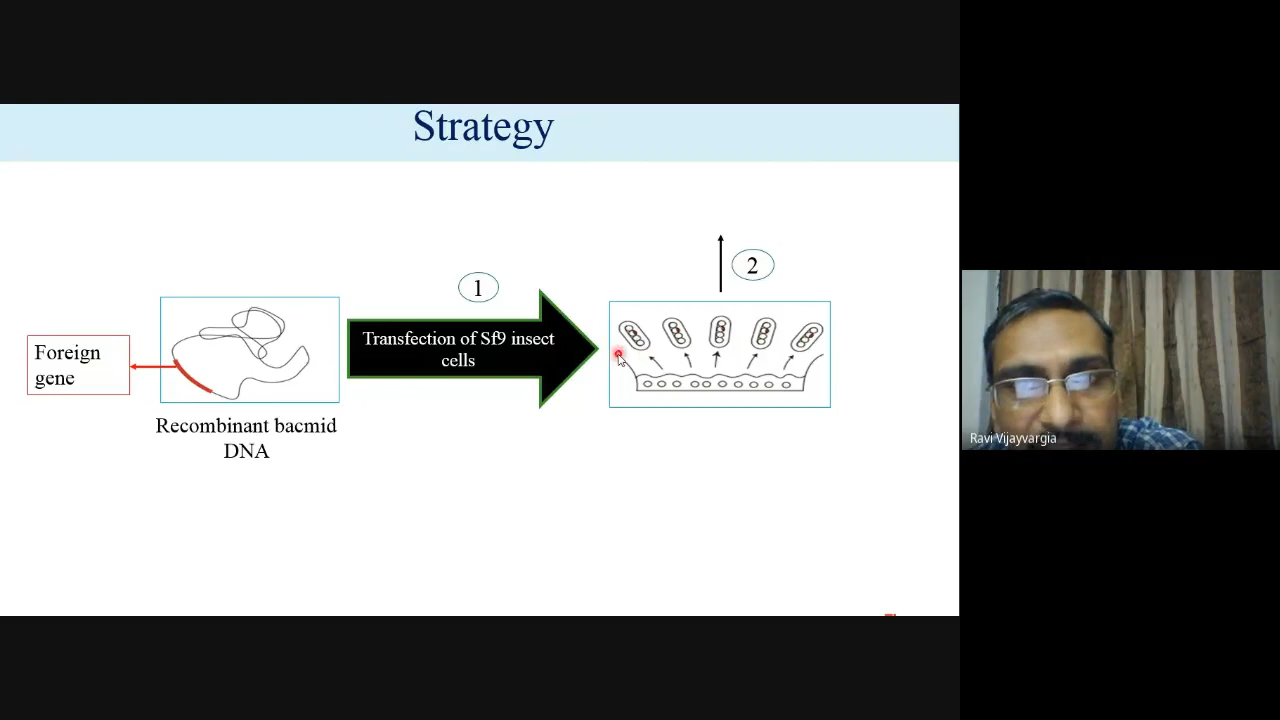 Strategy
2
1
Transfection of Sf9 insect
cells
Foreign
gene
Recombinant bacmid
DNA
Ravi Vijayvargia